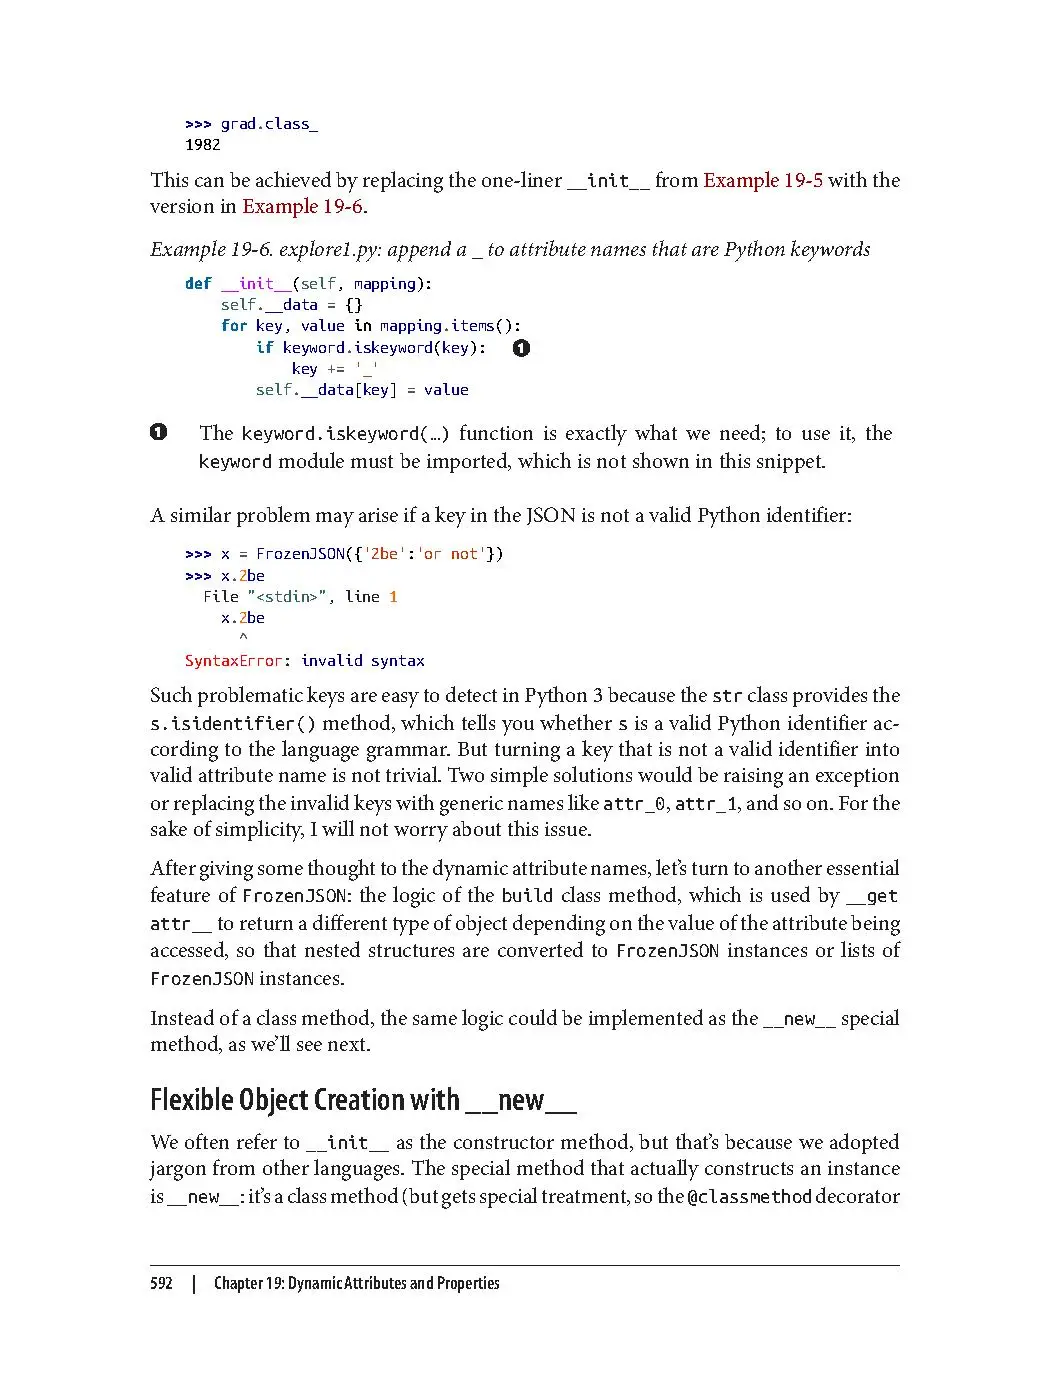 >>> grad.class_
1982
This can be achieved by replacing the one-liner __init__ from Example 19-5 with the
version in Example 19-6.
Example 19-6. explore1.py: append a _ to attribute names that are Python keywords
def __init__(self, mapping):
    self.__data = {}
    for key, value in mapping.items():
        if keyword.iskeyword(key):   ❶
            key += '_'
        self.__data[key] = value
❶ The keyword.iskeyword(…) function is exactly what we need; to use it, the
keyword module must be imported, which is not shown in this snippet.
A similar problem may arise if a key in the JSON is not a valid Python identifier:
>>> x = FrozenJSON({'2be':'or not'})
>>> x.2be
  File "<stdin>", line 1
    x.2be
      ^
SyntaxError: invalid syntax
Such problematic keys are easy to detect in Python 3 because the str class provides the
s.isidentifier() method, which tells you whether s is a valid Python identifier ac-
cording to the language grammar. But turning a key that is not a valid identifier into
valid attribute name is not trivial. Two simple solutions would be raising an exception
or replacing the invalid keys with generic names like attr_0, attr_1, and so on. For the
sake of simplicity, I will not worry about this issue.
After giving some thought to the dynamic attribute names, let’s turn to another essential
feature of FrozenJSON: the logic of the build class method, which is used by __get
attr__ to return a different type of object depending on the value of the attribute being
accessed, so that nested structures are converted to FrozenJSON instances or lists of
FrozenJSON instances.
Instead of a class method, the same logic could be implemented as the __new__ special
method, as we’ll see next.
Flexible Object Creation with __new__
We often refer to __init__ as the constructor method, but that’s because we adopted
jargon from other languages. The special method that actually constructs an instance
is __new__: it’s a class method (but gets special treatment, so the @classmethod decorator
592 | Chapter 19: Dynamic Attributes and Properties